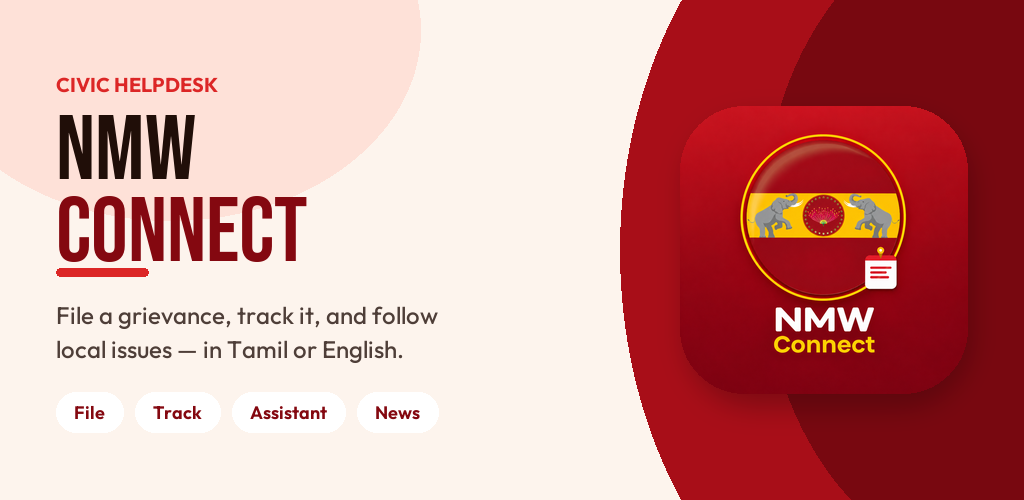 CIVIC HELPDESK
NMW
CONNECT
File a grievance, track it, and follow
local issues — in Tamil or English.
File Track Assistant News
NMW
Connect